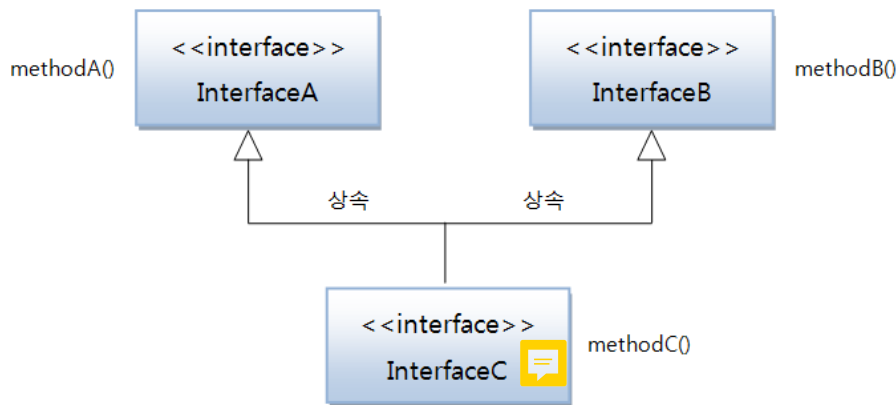 <<interface>>
InterfaceA
methodA()
<<interface>>
InterfaceB
methodB()
상속
상속
<<interface>>
InterfaceC
methodC()